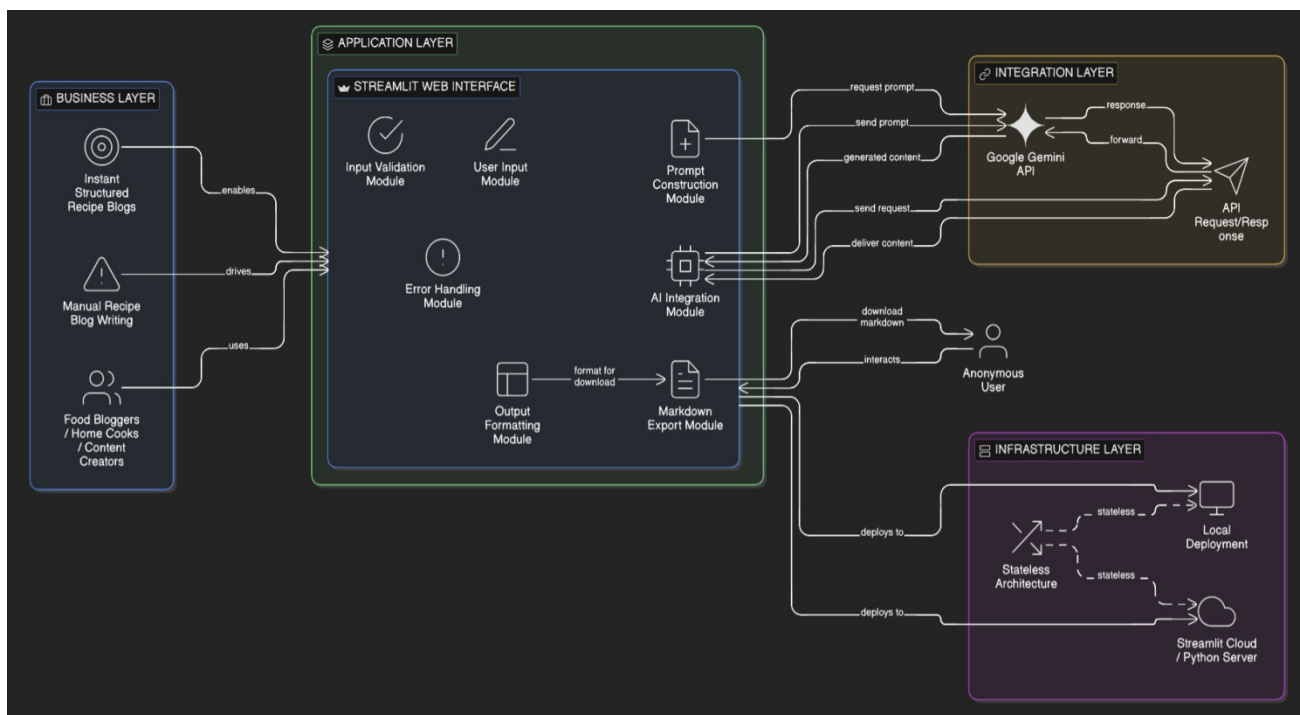 BUSINESS LAYER
Instant
Structured
Recipe Blogs
Manual Recipe
Blog Writing
Food Bloggers
/ Home Cooks
/ Content
Creators
enables
drives
uses
APPLICATION LAYER
STREAMLIT WEB INTERFACE
Input Validation
Module
User Input
Module
Prompt
Construction
Module
Error Handling
Module
AI Integration
Module
Output
Formatting
Module
format for
download
Markdown
Export Module
request prompt
send prompt
generated content
send request
deliver content
download
markdown
interacts
deploys to
deploys to
INTEGRATION LAYER
Google Gemini
API
response
forward
API
Request/Resp
onse
Anonymous
User
INFRASTRUCTURE LAYER
Stateless
Architecture
stateless
stateless
Local
Deployment
Streamlit Cloud
/ Python Server